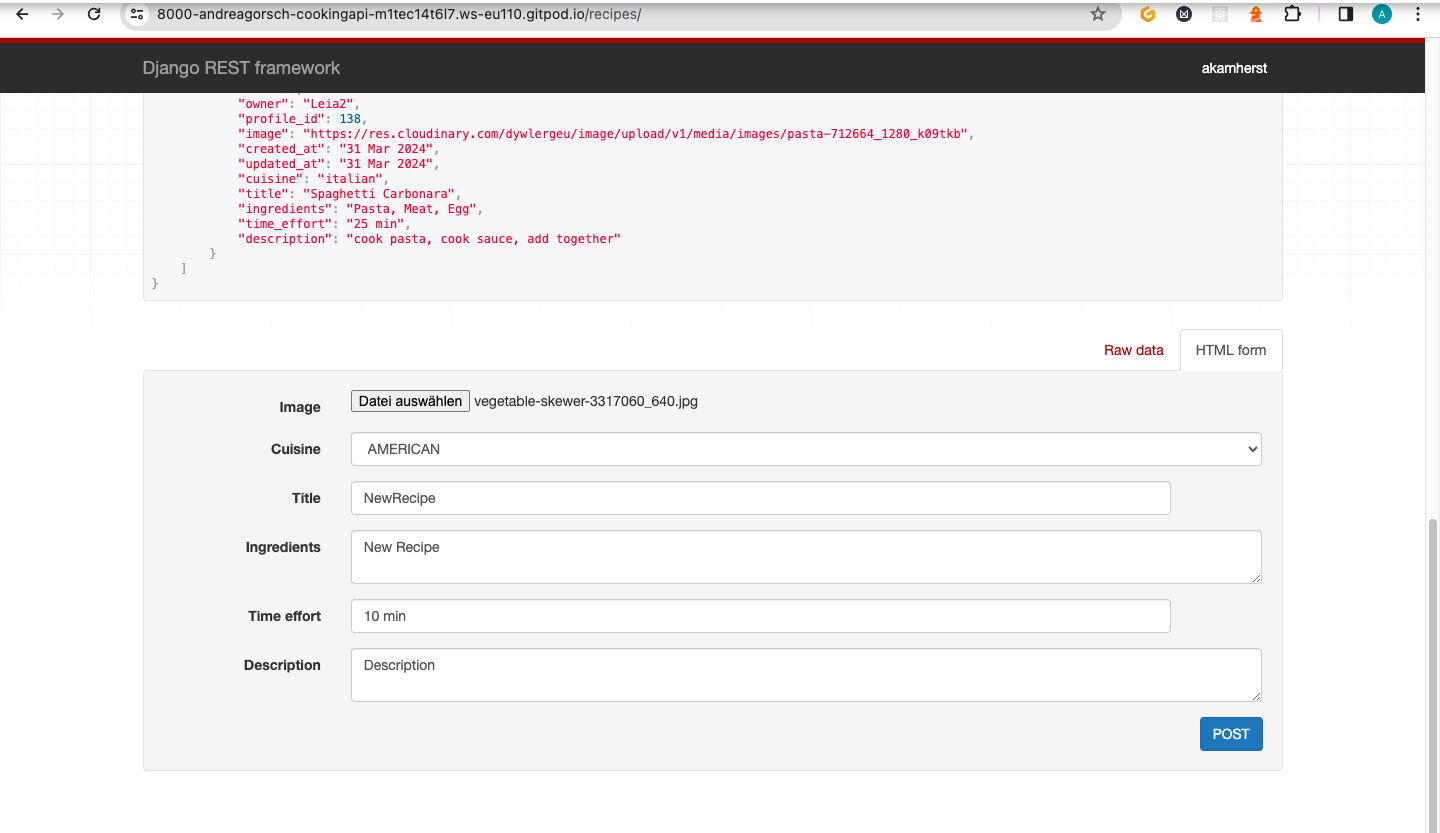 8000-andreagorsch-cookingapi-m1tec14t6l7.ws-eu110.gitpod.io/recipes/
A
Django REST framework
akamherst
"owner": "Leia2",
"profile_id": 138,
"image": "https://res.cloudinary.com/dywlergeu/image/upload/v1/media/images/pasta-712664_1280_k09tkb",
"created_at": "31 Mar 2024",
"updated_at": "31 Mar 2024",
"cuisine": "italian",
"title": "Spaghetti Carbonara",
"ingredients": "Pasta, Meat, Egg",
"time_effort": "25 min",
"description": "cook pasta, cook sauce, add together"
}
]
}
Raw data
HTML form
Image Datei auswählen vegetable-skewer-3317060_640.jpg
Cuisine AMERICAN
Title NewRecipe
Ingredients New Recipe
Time effort 10 min
Description Description
POST